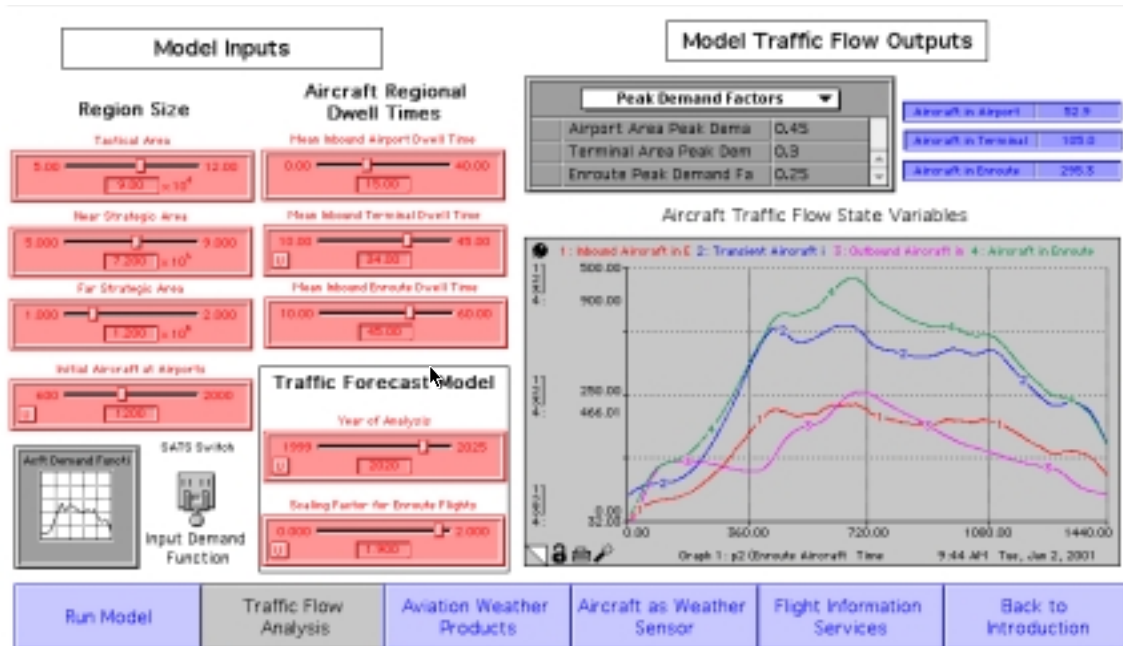 Model Inputs
Region Size
Tactical Area
5.00 12.00
9.00 x10⁴
Near Strategic Area
5.000 9.000
7.200 x10⁵
Far Strategic Area
1.000 2.000
1.200 x10⁶
Initial Aircraft at Airports
600 2000
U 1200
Acft Demand Functi
SATS Switch
Input Demand
Function
Aircraft Regional
Dwell Times
Mean Inbound Airport Dwell Time
0.00 40.00
15.00
Mean Inbound Terminal Dwell Time
10.00 45.00
U 34.00
Mean Inbound Enroute Dwell Time
10.00 60.00
45.00
Traffic Forecast Model
Year of Analysis
1999 2025
U 2020
Scaling Factor for Enroute Flights
0.000 2.000
U 1.900
Model Traffic Flow Outputs
Peak Demand Factors
Airport Area Peak Dema 0.45
Terminal Area Peak Dem 0.3
Enroute Peak Demand Fa 0.25
Aircraft in Airport 52.9
Aircraft in Terminal
Aircraft in Enroute 295.3
Aircraft Traffic Flow State Variables
1: Inbound Aircraft in E 2: Transient Aircraft i 3: Outbound Aircraft in 4: Aircraft in Enroute
500.00
900.00
250.00
466.01
0.00
32.03
0.00 360.00 720.00 1080.00 1440.00
Graph 1: p2 (Enroute Aircraft Time 9:44 AM Tue, Jan 2, 2001
Run Model
Traffic Flow
Analysis
Aviation Weather
Products
Aircraft as Weather
Sensor
Flight Information
Services
Back to
Introduction